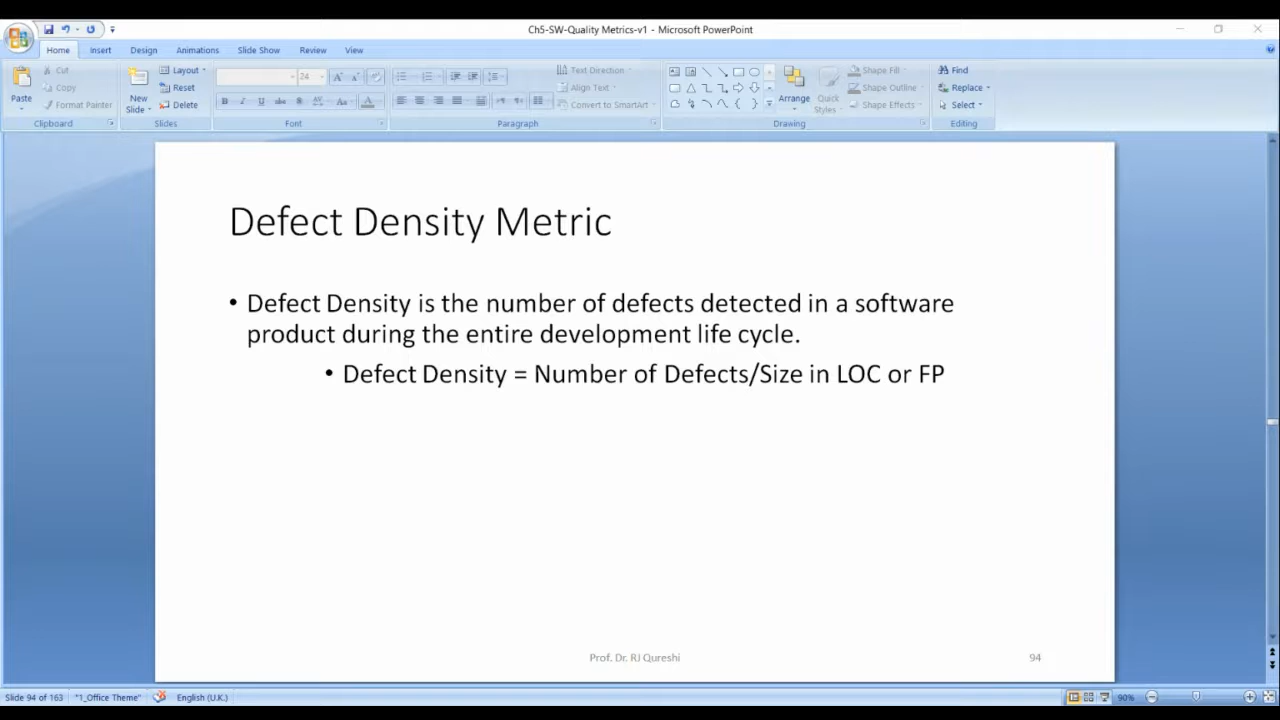 Ch5-SW-Quality Metrics-v1 - Microsoft PowerPoint
Home Insert Design Animations Slide Show Review View
Paste
Cut
Copy
Format Painter
Clipboard
New Slide
Layout
Reset
Delete
Slides
24
B I U abc S AV Aa A
Font
Text Direction
Align Text
Convert to SmartArt
Paragraph
Arrange
Quick Styles
Shape Fill
Shape Outline
Shape Effects
Drawing
Find
Replace
Select
Editing
Defect Density Metric
• Defect Density is the number of defects detected in a software
product during the entire development life cycle.
• Defect Density = Number of Defects/Size in LOC or FP
Prof. Dr. RJ Qureshi
94
Slide 94 of 163 "1_Office Theme" English (U.K.) 90%